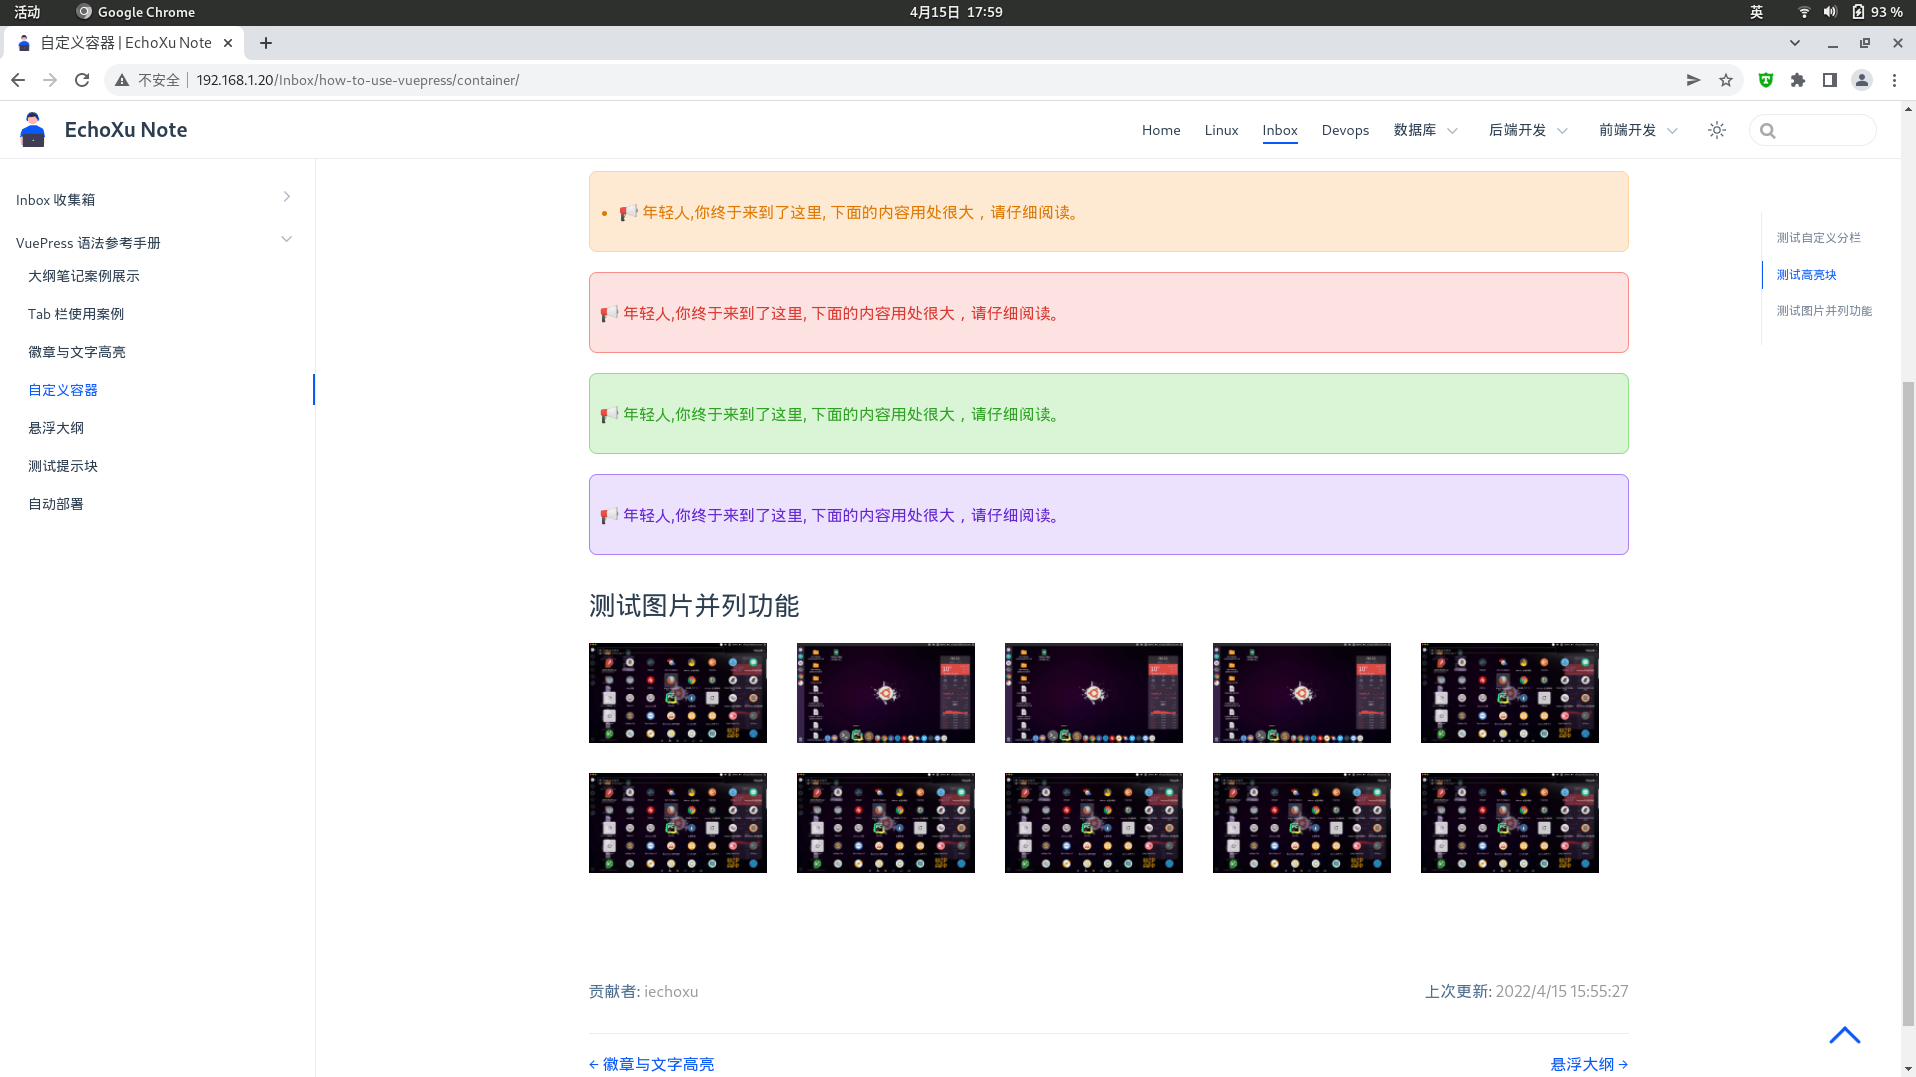 活动
Google Chrome
4月15日 17:59
英
93 %
自定义容器 | EchoXu Note
不安全
192.168.1.20/Inbox/how-to-use-vuepress/container/
EchoXu Note
Home
Linux
Inbox
Devops
数据库
后端开发
前端开发
Inbox 收集箱
VuePress 语法参考手册
大纲笔记案例展示
Tab 栏使用案例
徽章与文字高亮
自定义容器
悬浮大纲
测试提示块
自动部署
年轻人,你终于来到了这里, 下面的内容用处很大，请仔细阅读。
年轻人,你终于来到了这里, 下面的内容用处很大，请仔细阅读。
年轻人,你终于来到了这里, 下面的内容用处很大，请仔细阅读。
年轻人,你终于来到了这里, 下面的内容用处很大，请仔细阅读。
测试图片并列功能
贡献者: iechoxu
上次更新: 2022/4/15 15:55:27
← 徽章与文字高亮
悬浮大纲 →
测试自定义分栏
测试高亮块
测试图片并列功能